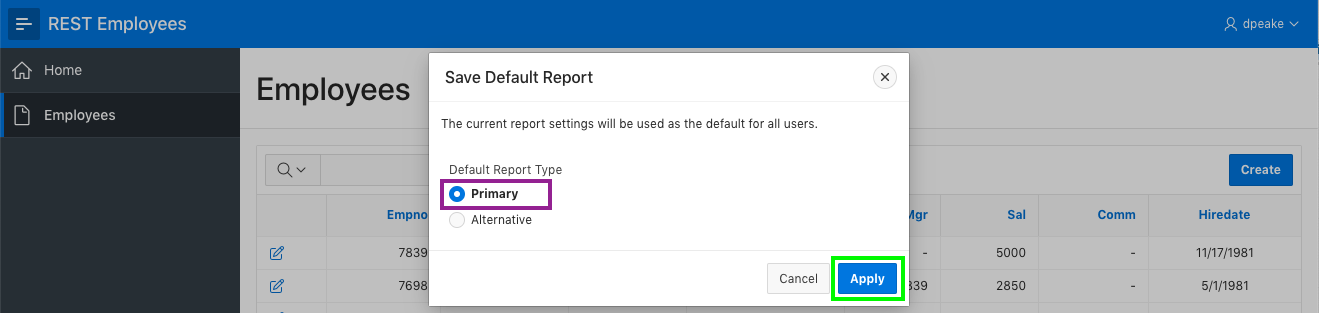 REST Employees
dpeake
Home
Employees
Employees
Save Default Report
The current report settings will be used as the default for all users.
Default Report Type
Primary
Alternative
Cancel
Apply
Create
Empno
Mgr
Sal
Comm
Hiredate
7839
-
5000
-
11/17/1981
7698
839
2850
-
5/1/1981